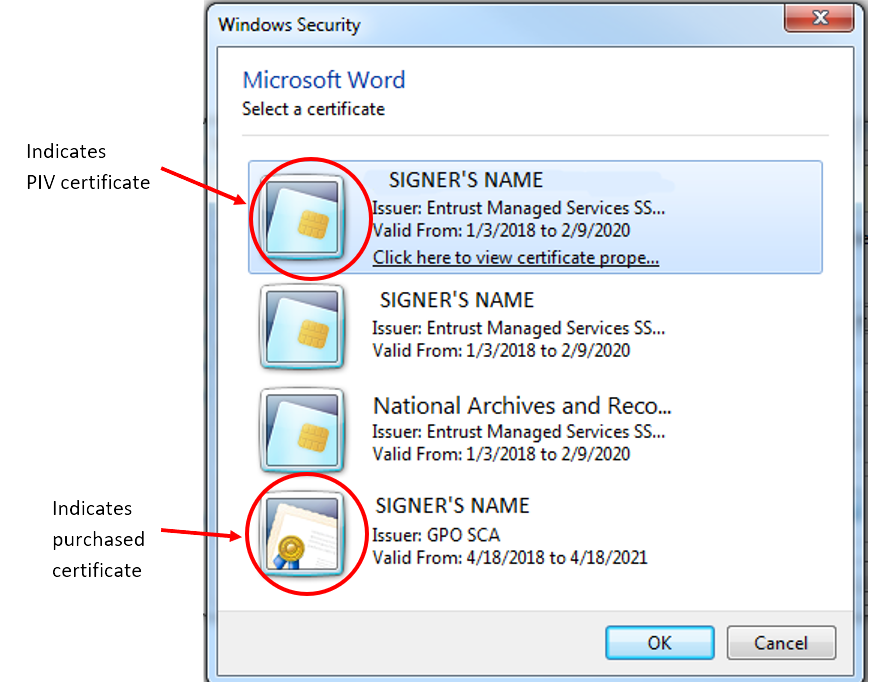 Windows Security
Microsoft Word
Select a certificate
Indicates
PIV certificate
SIGNER'S NAME
Issuer: Entrust Managed Services SS...
Valid From: 1/3/2018 to 2/9/2020
Click here to view certificate prope...
SIGNER'S NAME
Issuer: Entrust Managed Services SS...
Valid From: 1/3/2018 to 2/9/2020
National Archives and Reco...
Issuer: Entrust Managed Services SS...
Valid From: 1/3/2018 to 2/9/2020
Indicates
purchased
certificate
SIGNER'S NAME
Issuer: GPO SCA
Valid From: 4/18/2018 to 4/18/2021
OK
Cancel